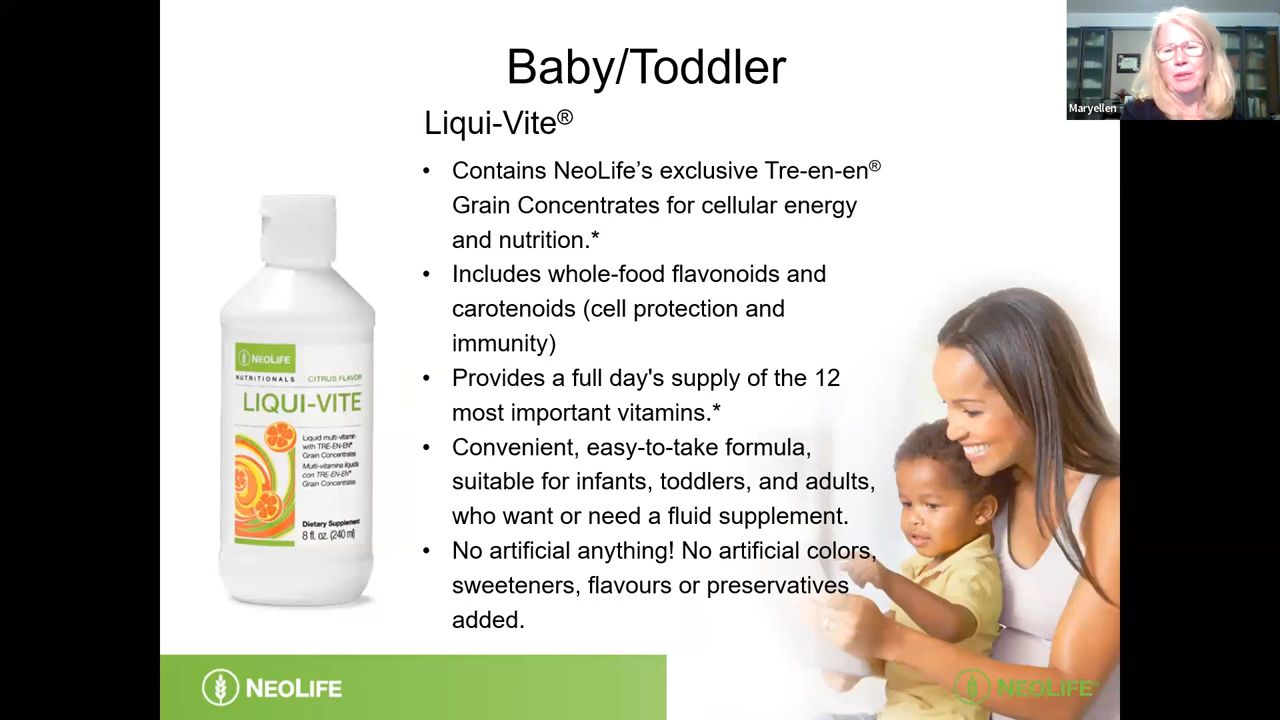 Baby/Toddler
Maryellen
Liqui-Vite®
• Contains NeoLife’s exclusive Tre-en-en®
Grain Concentrates for cellular energy
and nutrition.*
• Includes whole-food flavonoids and
carotenoids (cell protection and
immunity)
• Provides a full day's supply of the 12
most important vitamins.*
• Convenient, easy-to-take formula,
suitable for infants, toddlers, and adults,
who want or need a fluid supplement.
• No artificial anything! No artificial colors,
sweeteners, flavours or preservatives
added.
NEOLIFE
NUTRITIONALS CITRUS FLAVOR
LIQUI-VITE
Liquid multi-vitamin
with TRE-EN-EN®
Grain Concentrates
Multi-vitamina líquida
con TRE-EN-EN®
Grain Concentrates
Dietary Supplement
8 fl. oz. (240 ml)
NEOLIFE
NEOLIFE®